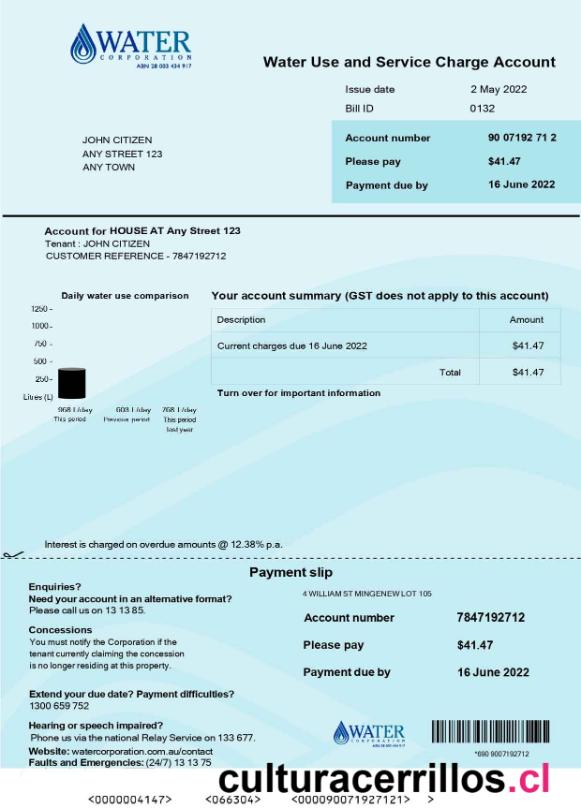 WATER
CORPORATION
ABN 28 003 434 917
Water Use and Service Charge Account
Issue date 2 May 2022
Bill ID 0132
JOHN CITIZEN
ANY STREET 123
ANY TOWN
Account number 90 07192 71 2
Please pay $41.47
Payment due by 16 June 2022
Account for HOUSE AT Any Street 123
Tenant : JOHN CITIZEN
CUSTOMER REFERENCE - 7847192712
Daily water use comparison
1250 -
1000 -
750 -
500 -
250 -
Litres (L)
968 L/day 603 L/day 768 L/day
This period Previous period This period
last year
Your account summary (GST does not apply to this account)
Description Amount
Current charges due 16 June 2022 $41.47
Total $41.47
Turn over for important information
Interest is charged on overdue amounts @ 12.38% p.a.
Payment slip
Enquiries?
Need your account in an alternative format?
Please call us on 13 13 85.
Concessions
You must notify the Corporation if the
tenant currently claiming the concession
is no longer residing at this property.
Extend your due date? Payment difficulties?
1300 659 752
Hearing or speech impaired?
Phone us via the national Relay Service on 133 677.
Website: watercorporation.com.au/contact
Faults and Emergencies: (24/7) 13 13 75
4 WILLIAM ST MINGENEW LOT 105
Account number 7847192712
Please pay $41.47
Payment due by 16 June 2022
WATER
CORPORATION
*690 9007192712
culturacerrillos.cl
<0000004147> <066304> <000090071927121> >